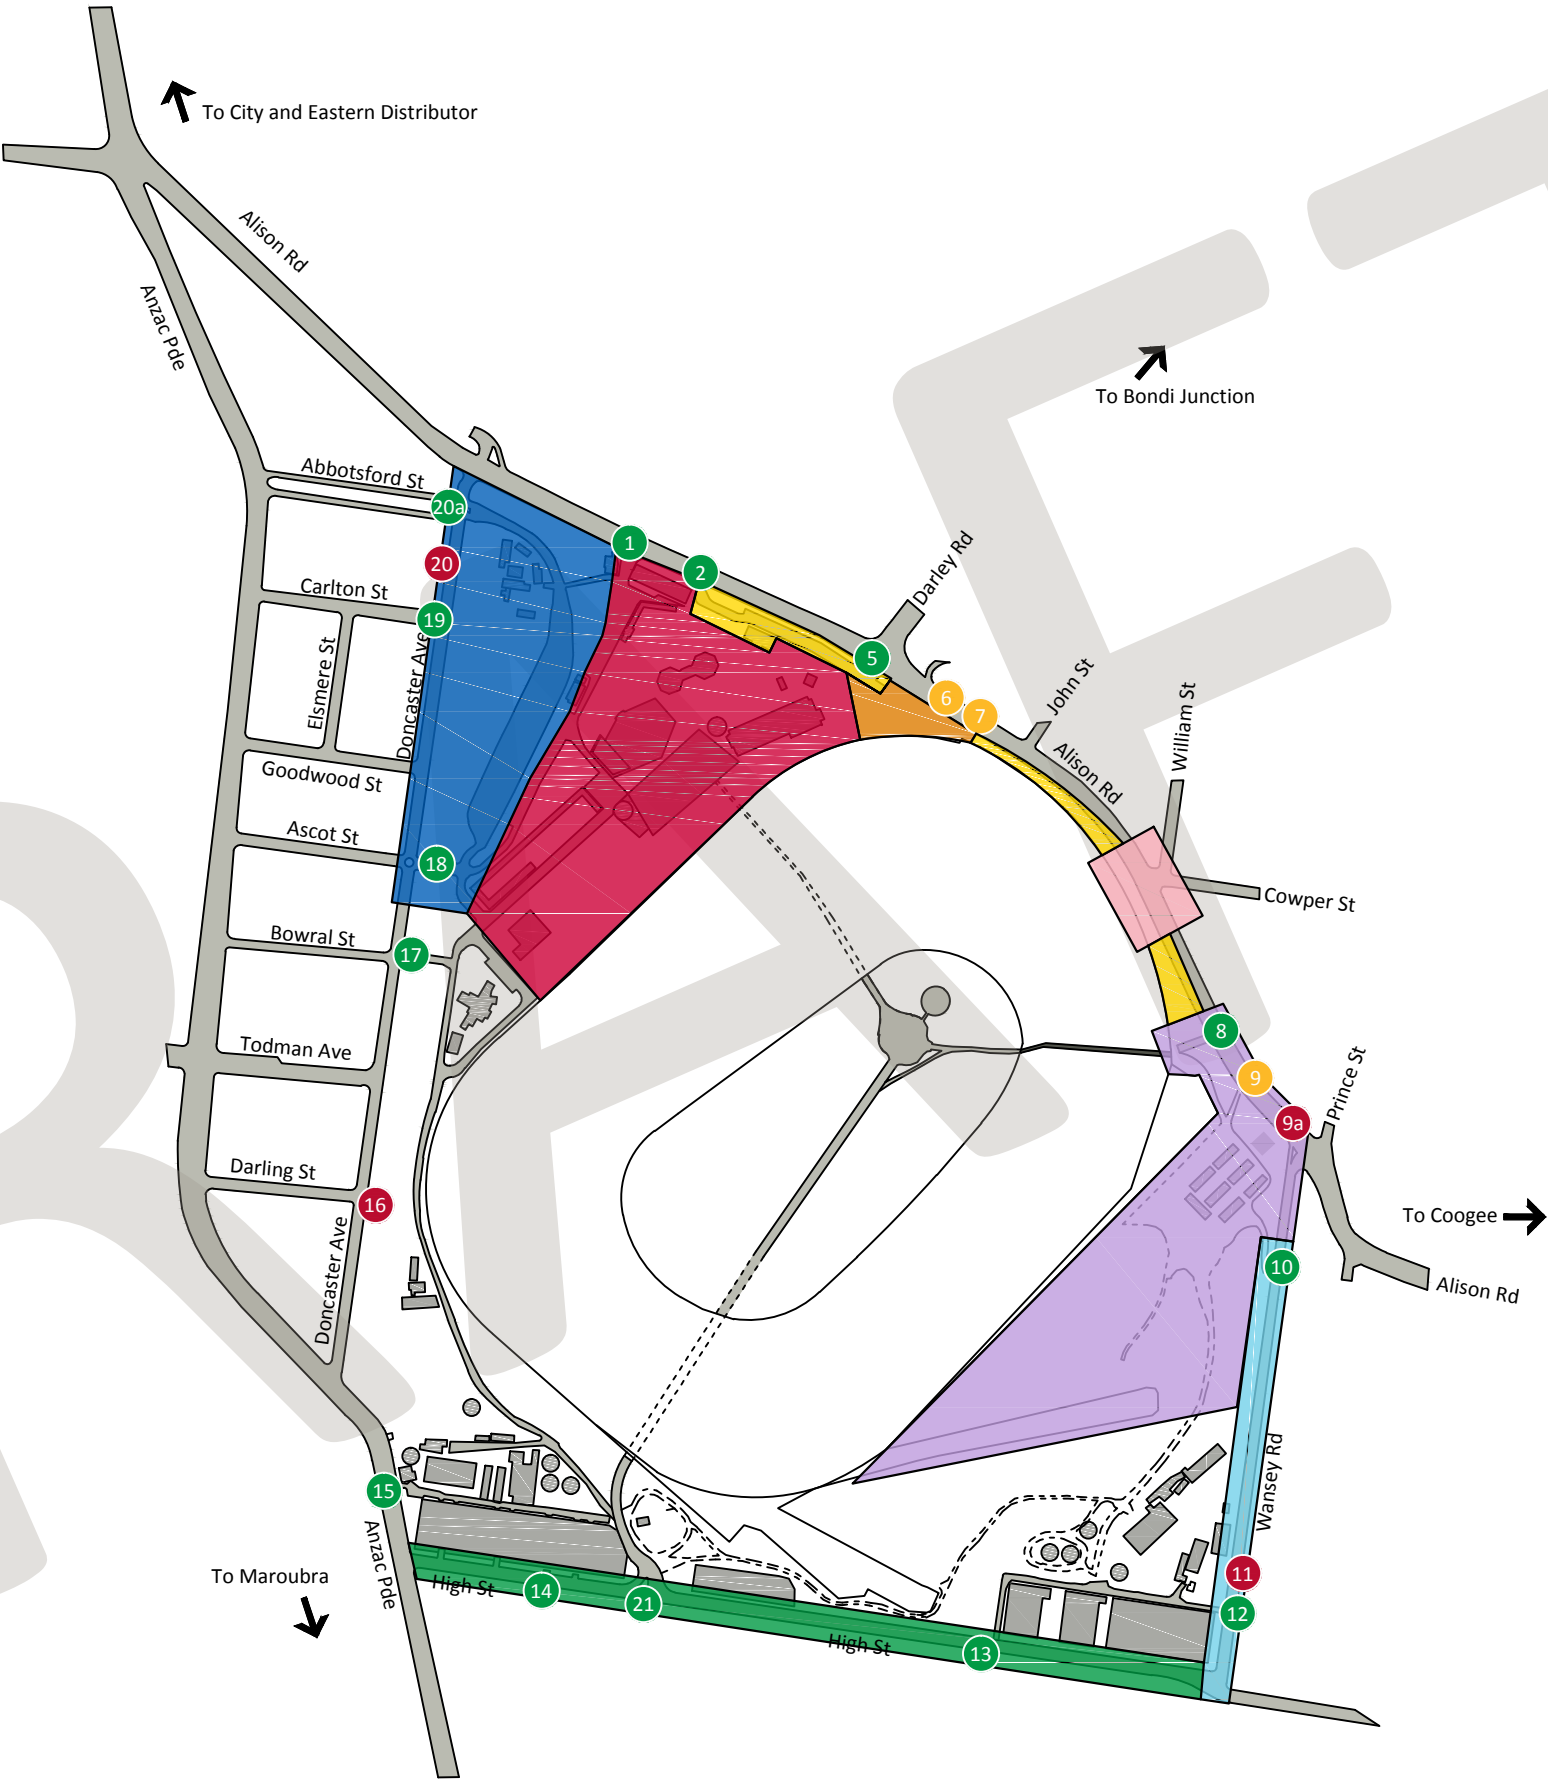 To City and Eastern Distributor
Alison Rd
Anzac Pde
To Bondi Junction
Abbotsford St
20a
1
20
2
Carlton St
19
Darley Rd
Elsmere St
Doncaster Ave
5
6
7
John St
William St
Alison Rd
Goodwood St
Ascot St
18
Cowper St
Bowral St
17
8
Todman Ave
9
Prince St
9a
Darling St
16
To Coogee
10
Alison Rd
Doncaster Ave
Wansey Rd
15
Anzac Pde
To Maroubra
High St
14
21
11
12
High St
13